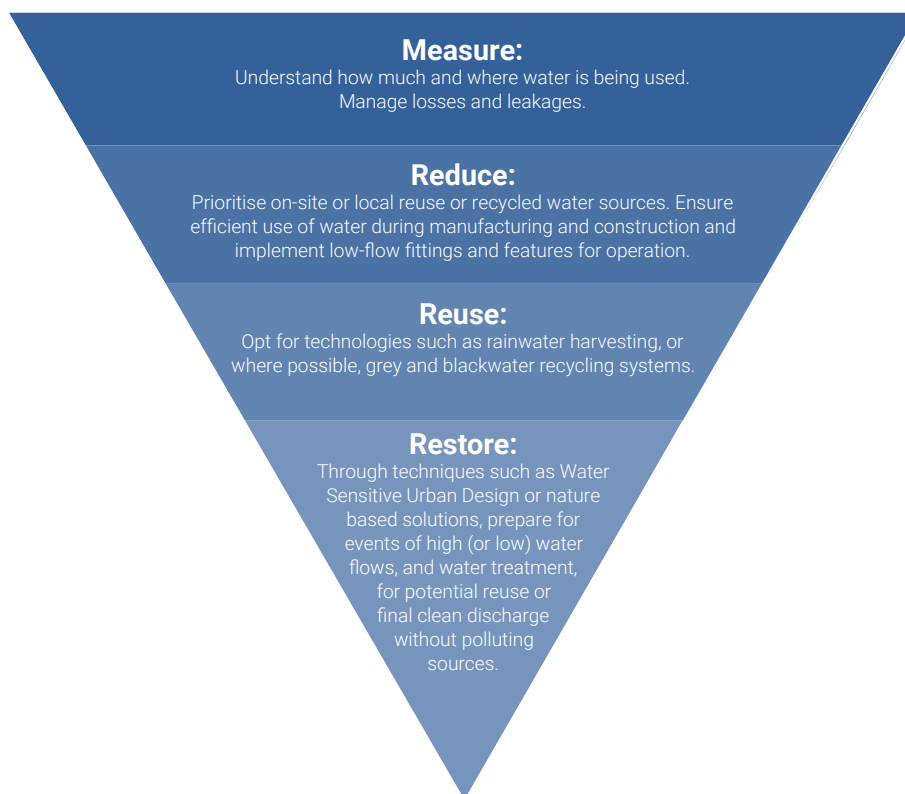 Measure:
Understand how much and where water is being used.
Manage losses and leakages.
Reduce:
Prioritise on-site or local reuse or recycled water sources. Ensure
efficient use of water during manufacturing and construction and
implement low-flow fittings and features for operation.
Reuse:
Opt for technologies such as rainwater harvesting, or
where possible, grey and blackwater recycling systems.
Restore:
Through techniques such as Water
Sensitive Urban Design or nature
based solutions, prepare for
events of high (or low) water
flows, and water treatment,
for potential reuse or
final clean discharge
without polluting
sources.